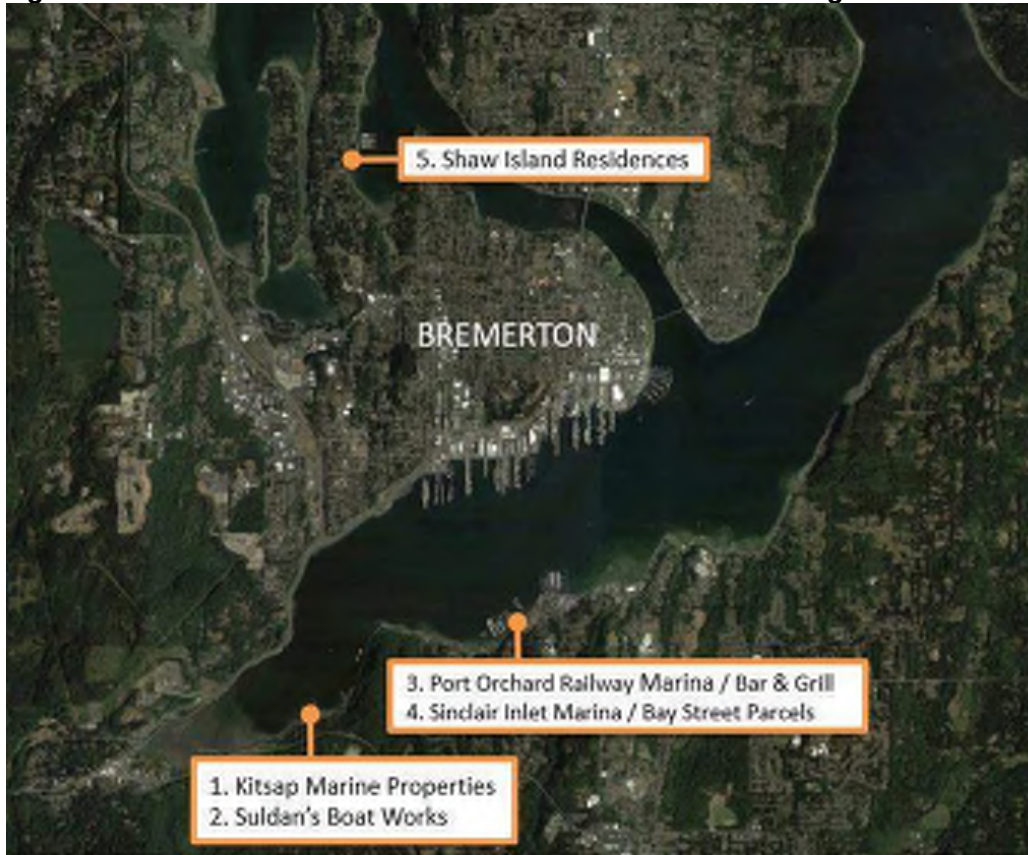 5. Shaw Island Residences
BREMERTON
3. Port Orchard Railway Marina / Bar & Grill
4. Sinclair Inlet Marina / Bay Street Parcels
1. Kitsap Marine Properties
2. Suldan's Boat Works